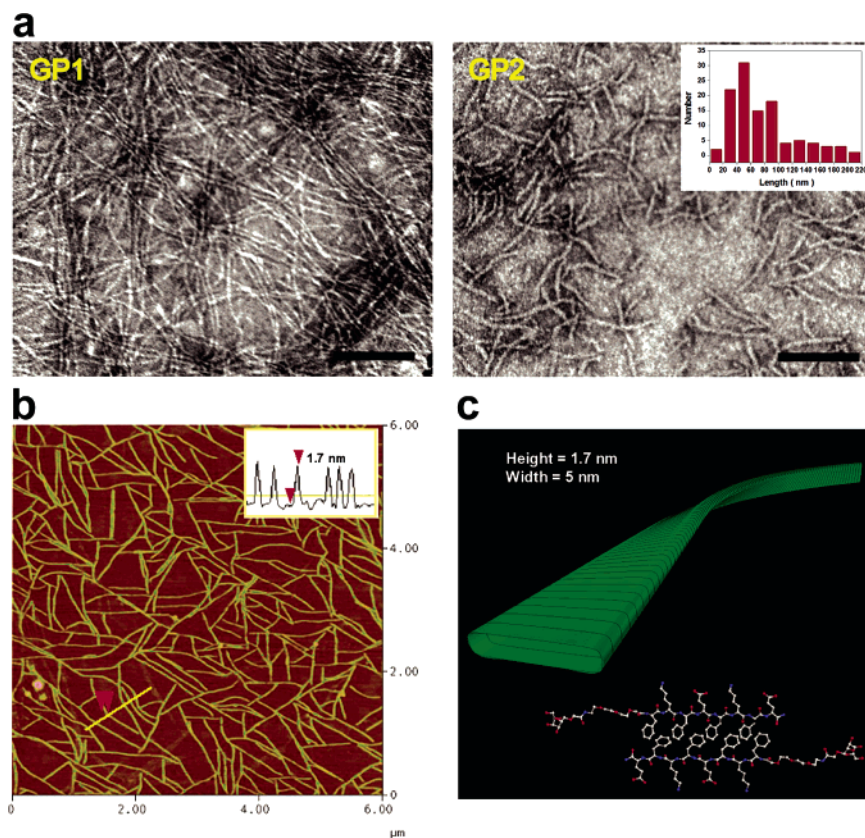 a
GP1
GP2
35
30
25
20
15
10
5
0
Number
0 20 40 60 80 100 120 140 160 180 200 220
Length ( nm )
b
1.7 nm
6.00
4.00
2.00
0
0 2.00 4.00 6.00
µm
c
Height = 1.7 nm
Width = 5 nm